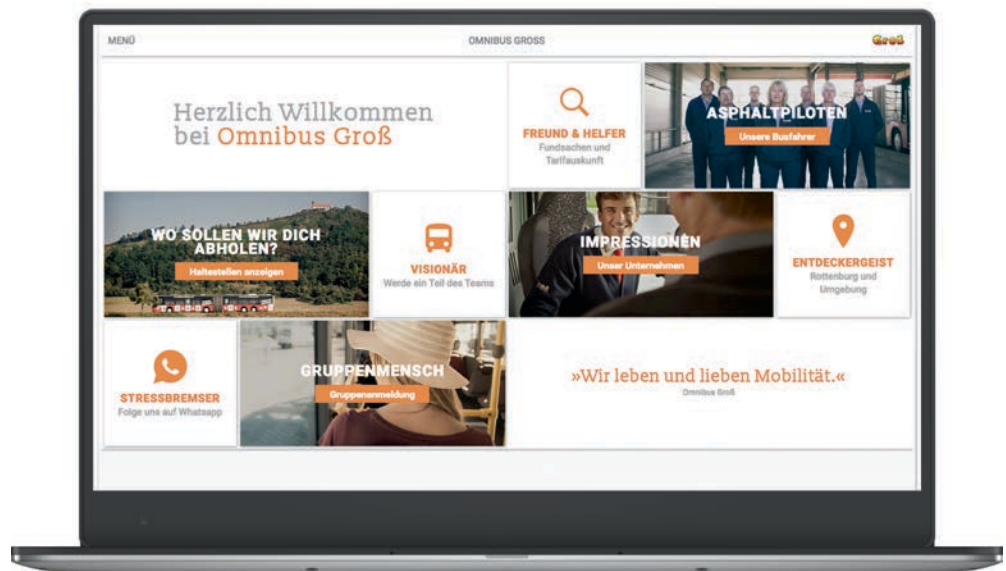 MENÜ
OMNIBUS GROSS
Groß
Herzlich Willkommen
bei Omnibus Groß
FREUND & HELFER
Fundsachen und
Tarifauskunft
ASPHALTPILOTEN
Unsere Busfahrer
WO SOLLEN WIR DICH
ABHOLEN?
Haltestellen anzeigen
VISIONÄR
Werde ein Teil des Teams
IMPRESSIONEN
Unser Unternehmen
ENTDECKERGEIST
Rottenburg und
Umgebung
STRESSBREMSER
Folge uns auf Whatsapp
GRUPPENMENSCH
Gruppenanmeldung
»Wir leben und lieben Mobilität.«
Omnibus Groß